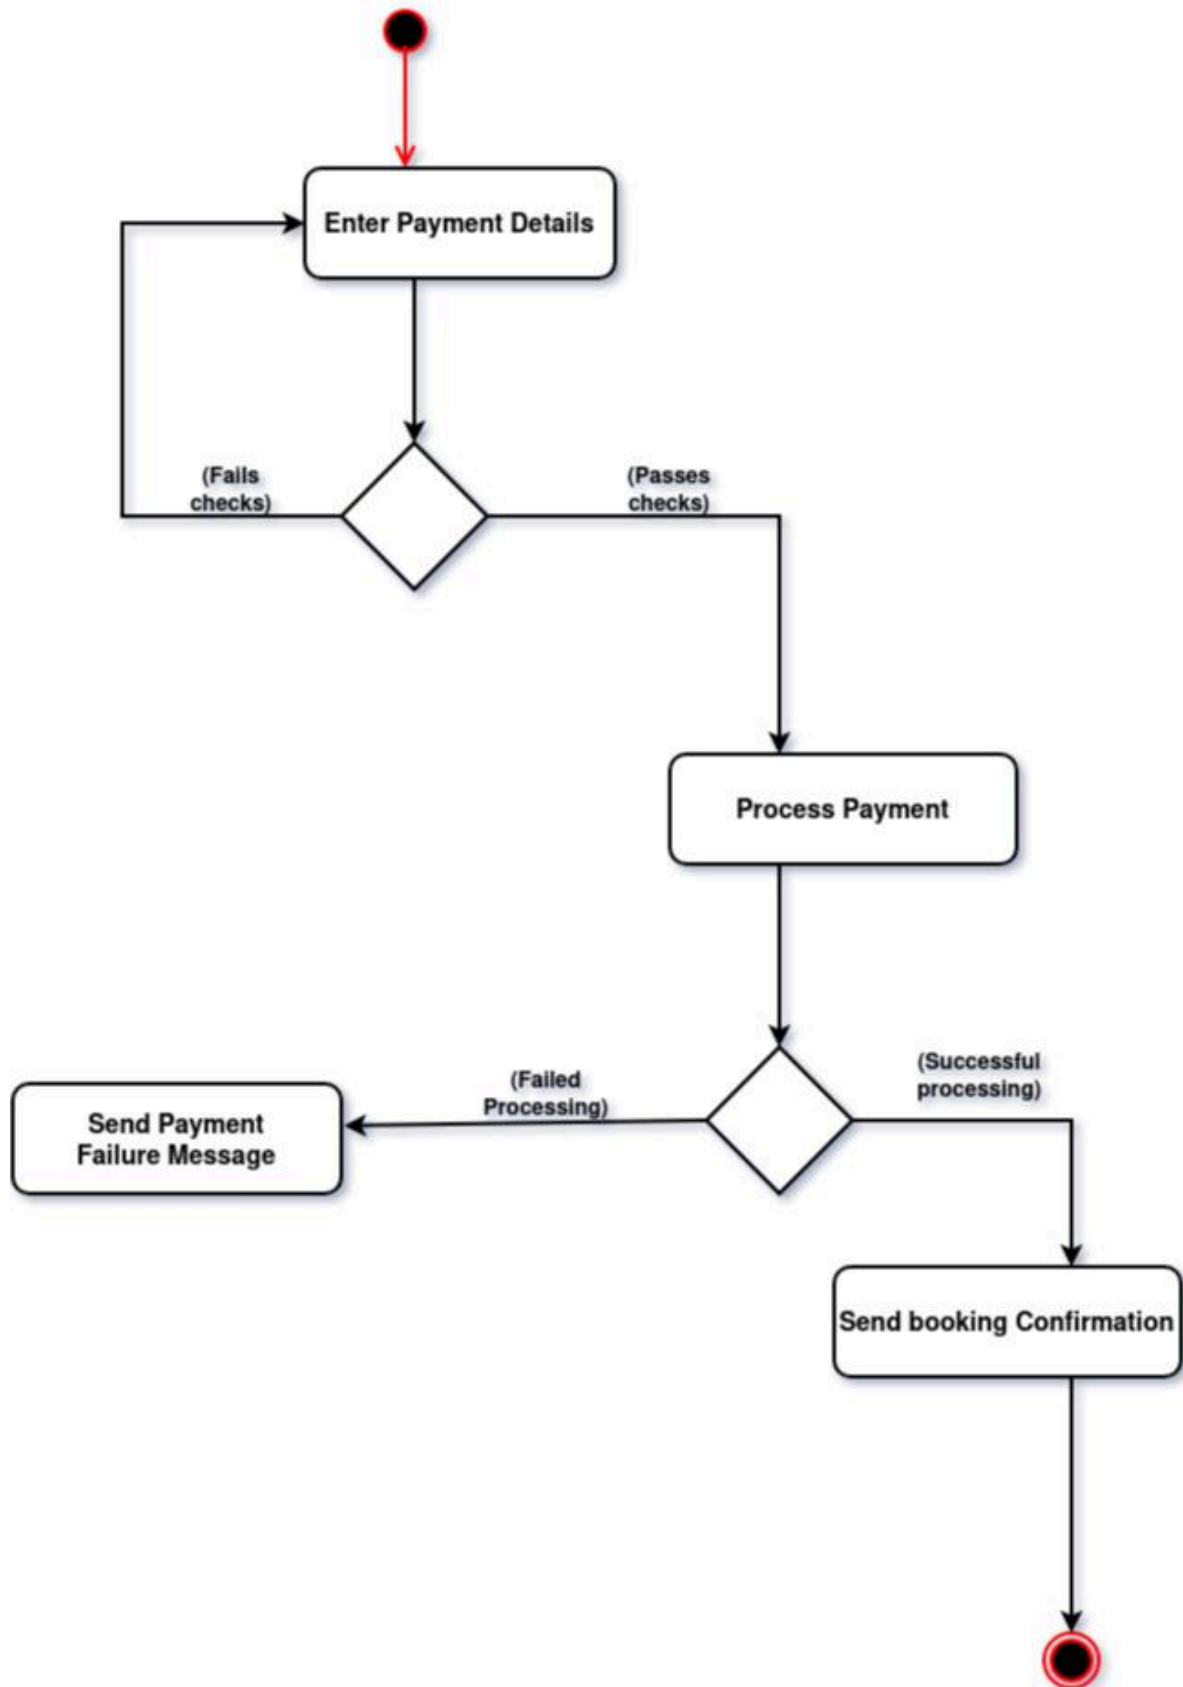 Enter Payment Details
(Fails
checks)
(Passes
checks)
Process Payment
(Failed
Processing)
(Successful
processing)
Send Payment
Failure Message
Send booking Confirmation